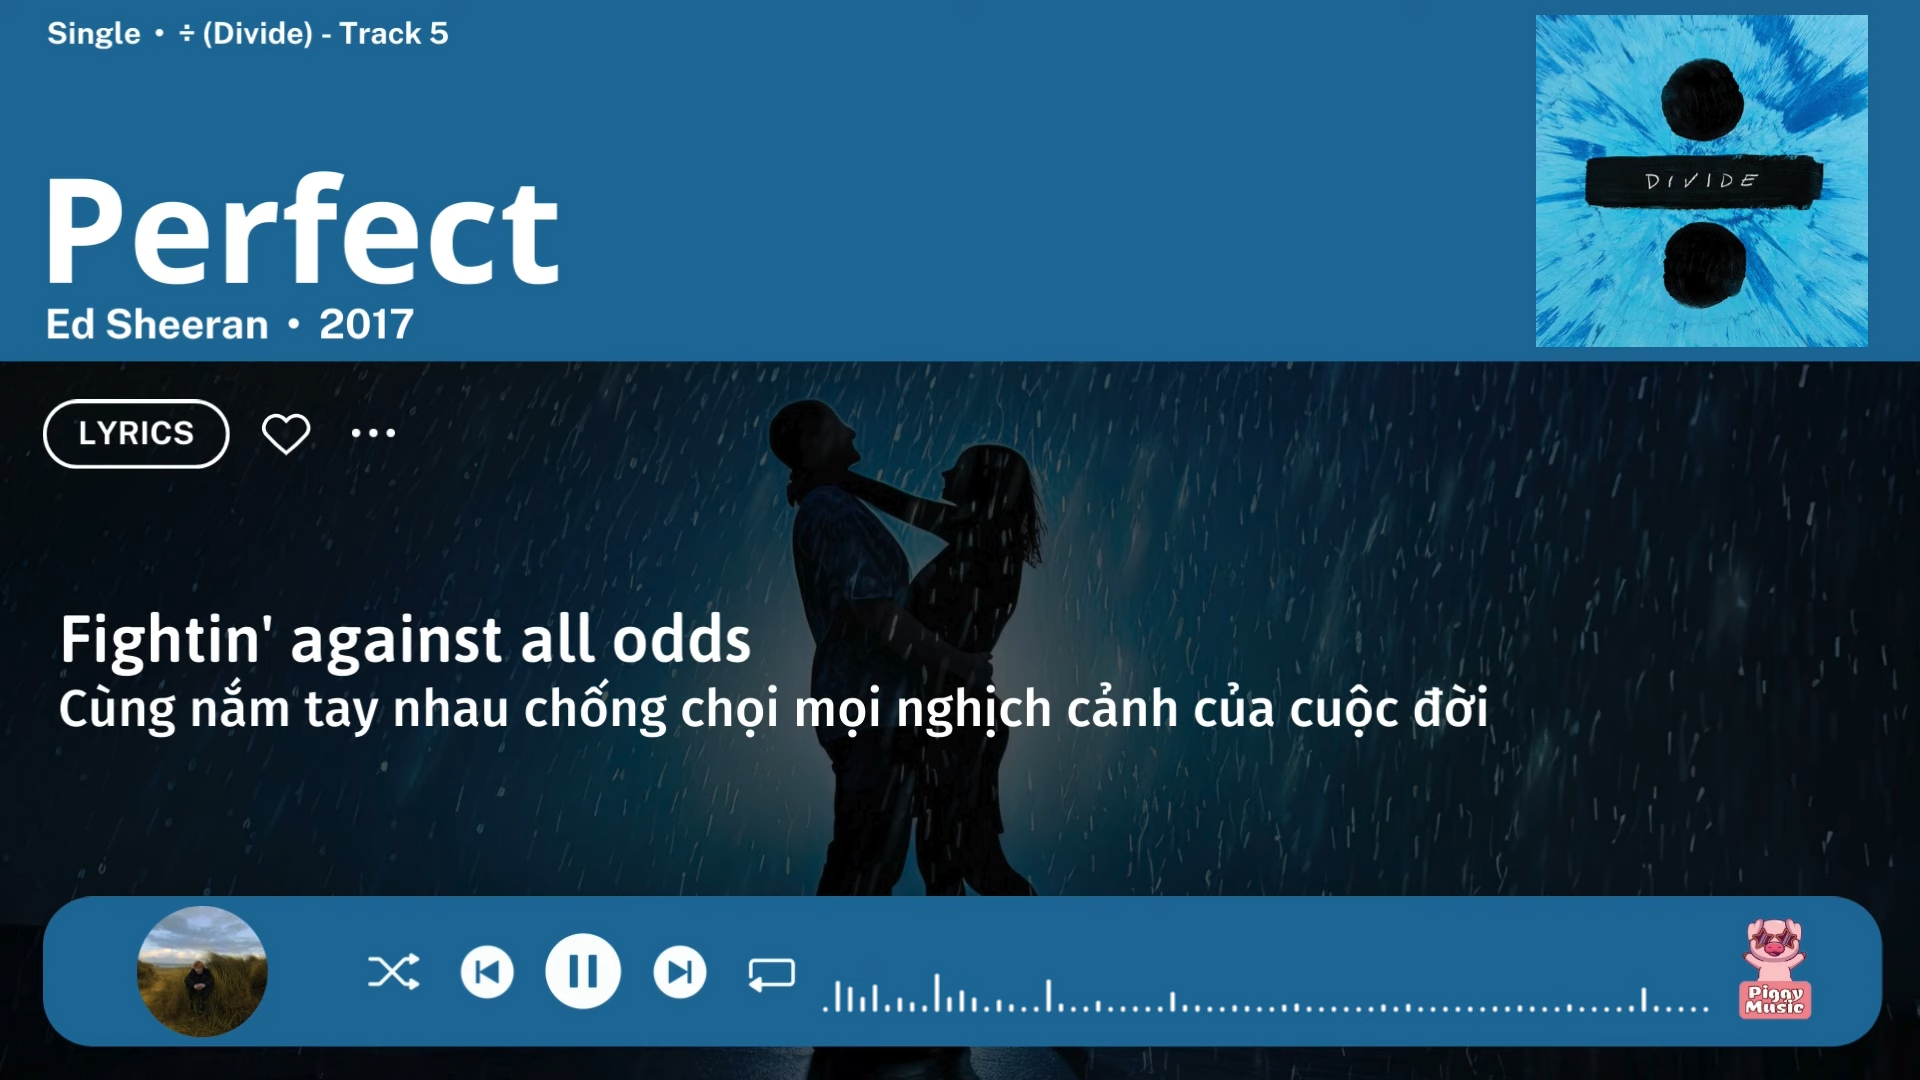 Single • ÷ (Divide) - Track 5
DIVIDE
Perfect
Ed Sheeran • 2017
LYRICS
Fightin' against all odds
Cùng nắm tay nhau chống chọi mọi nghịch cảnh của cuộc đời
Piggy
Music